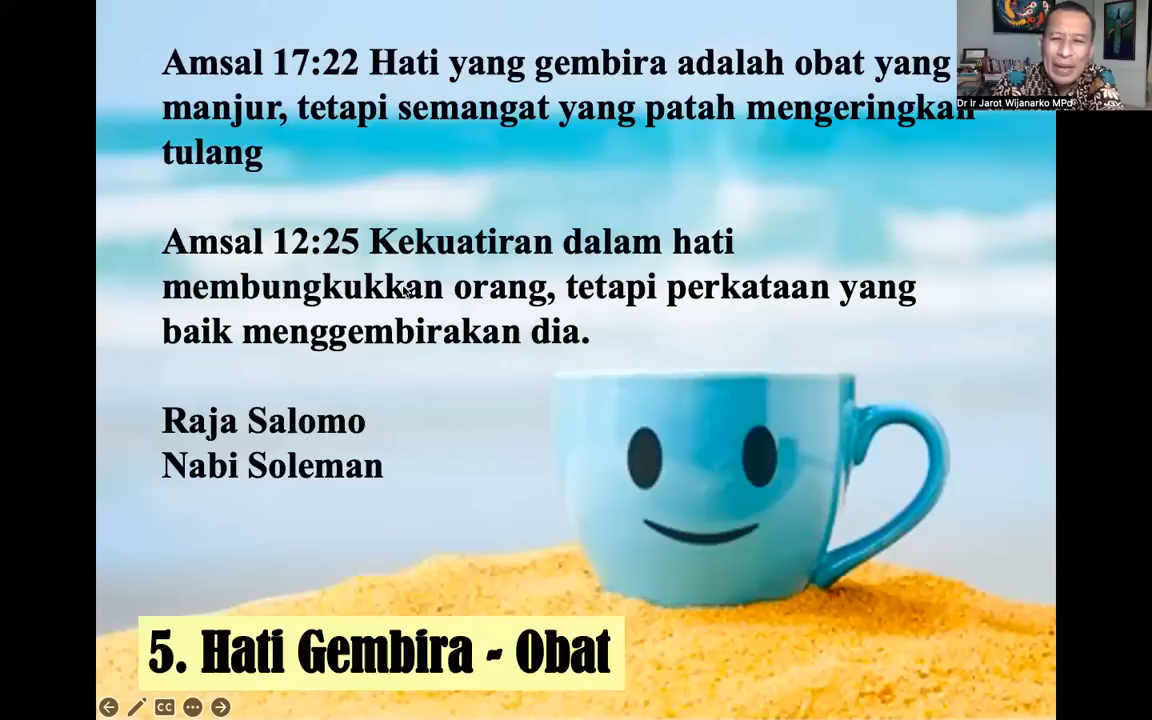 Amsal 17:22 Hati yang gembira adalah obat yang
manjur, tetapi semangat yang patah mengeringkan
tulang
Amsal 12:25 Kekuatiran dalam hati
membungkukkan orang, tetapi perkataan yang
baik menggembirakan dia.
Raja Salomo
Nabi Soleman
5. Hati Gembira - Obat
Dr Ir Jarot Wijanarko MPd
CC